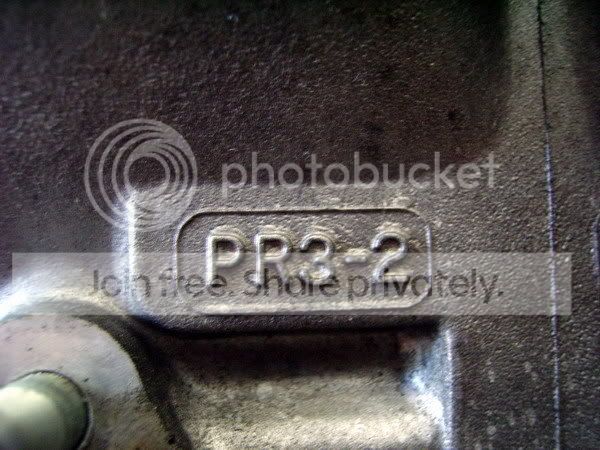 photobucket
PR3-2
Join free. Share privately.